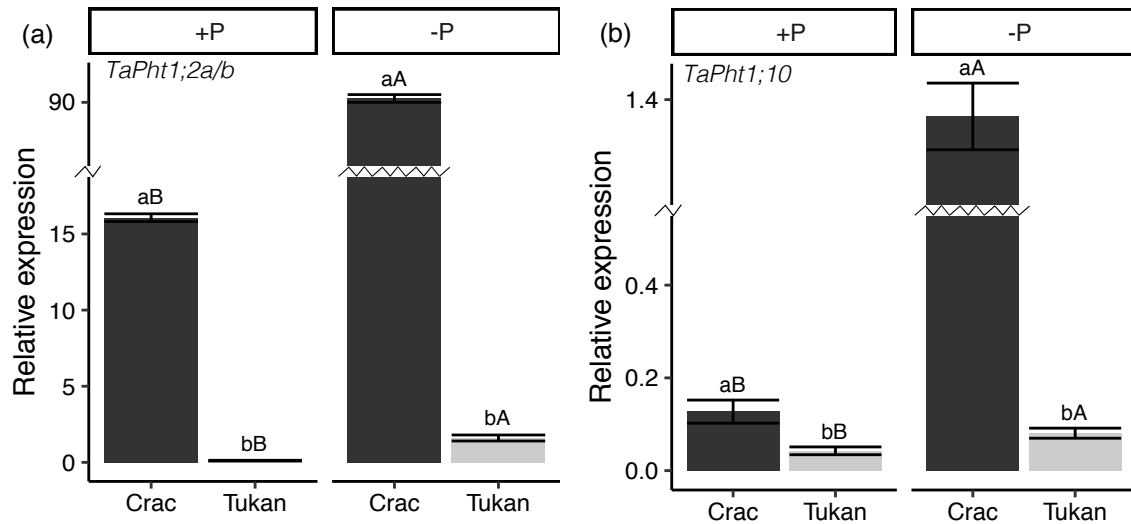 (a)
+P
-P
TaPht1;2a/b
Relative expression
90
15
10
5
0
aB
bB
aA
bA
Crac
Tukan
Crac
Tukan
(b)
+P
-P
TaPht1;10
Relative expression
1.4
0.4
0.2
0.0
aB
bB
aA
bA
Crac
Tukan
Crac
Tukan